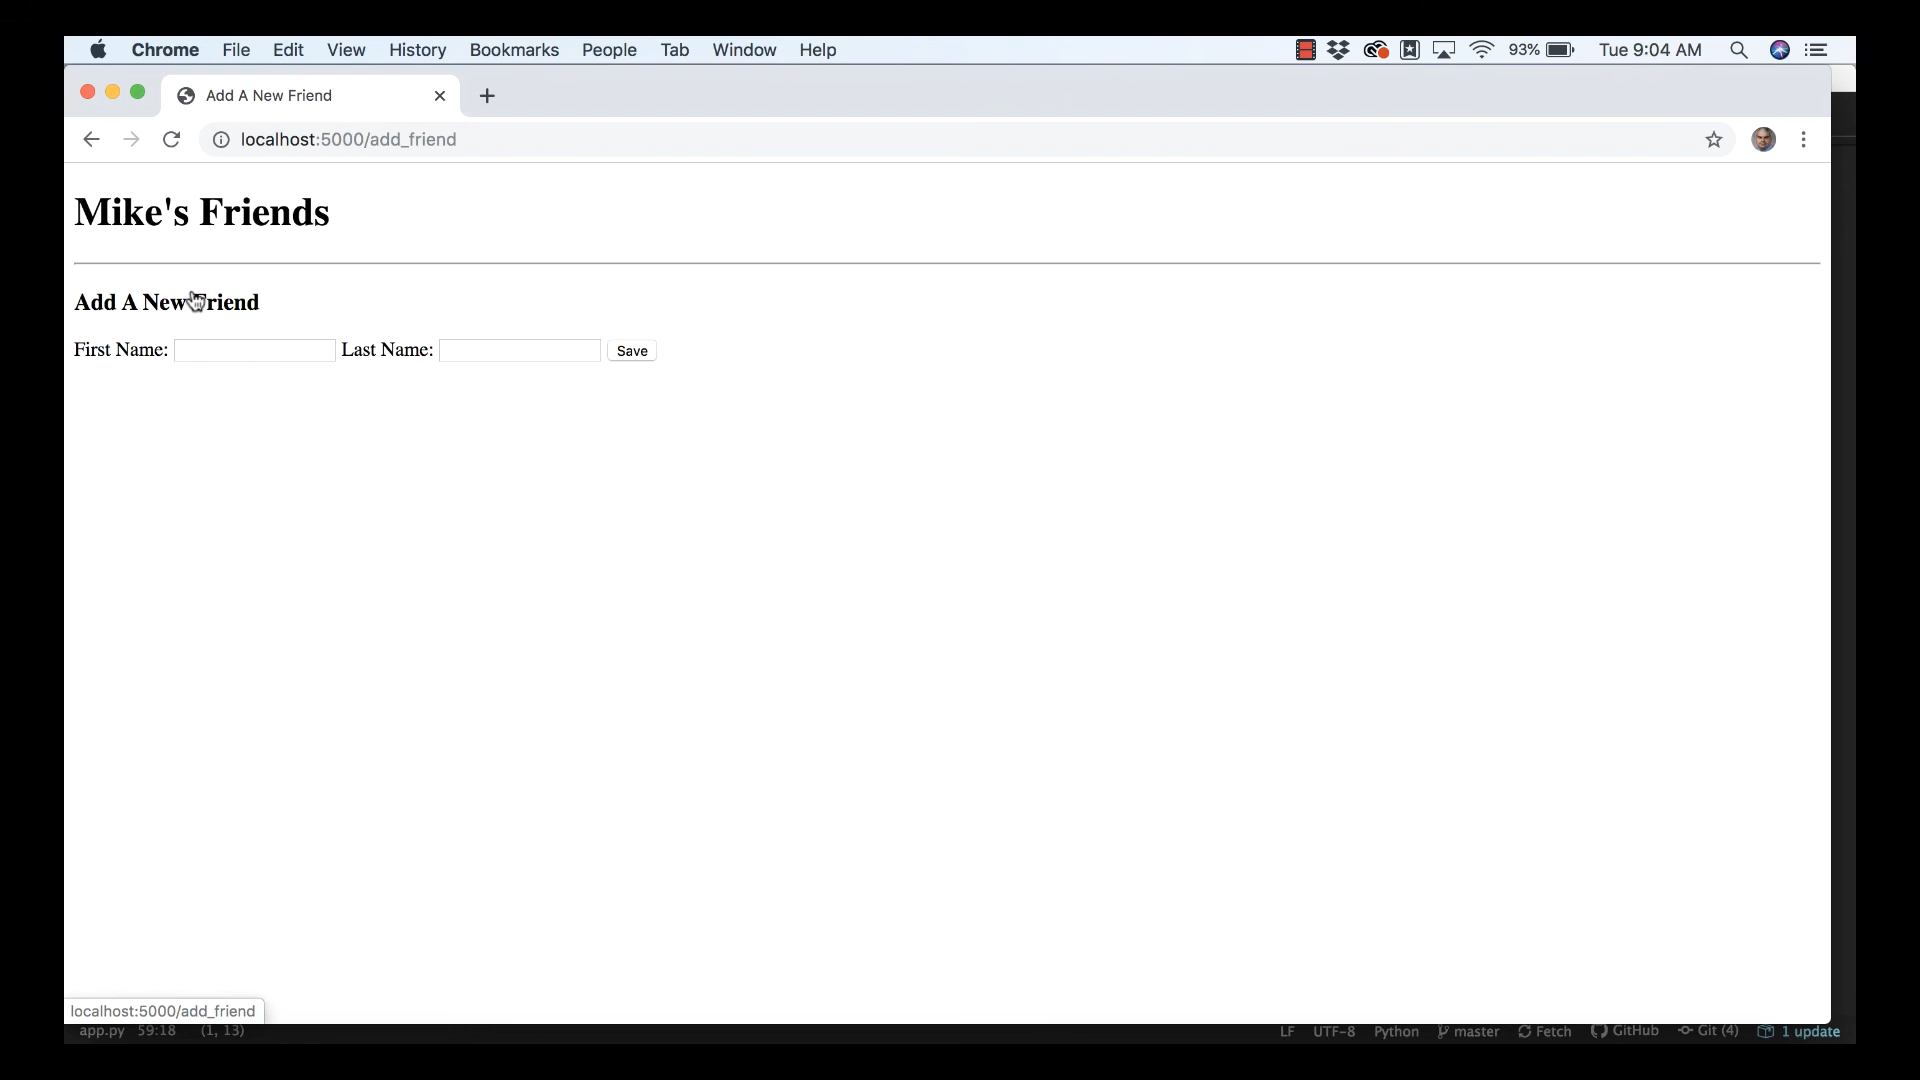 Chrome File Edit View History Bookmarks People Tab Window Help 93% Tue 9:04 AM
Add A New Friend
localhost:5000/add_friend
Mike's Friends
Add A New Friend
First Name: Last Name: Save
localhost:5000/add_friend
app.py 59:18 (1, 13) LF UTF-8 Python master Fetch GitHub Git (4) 1 update